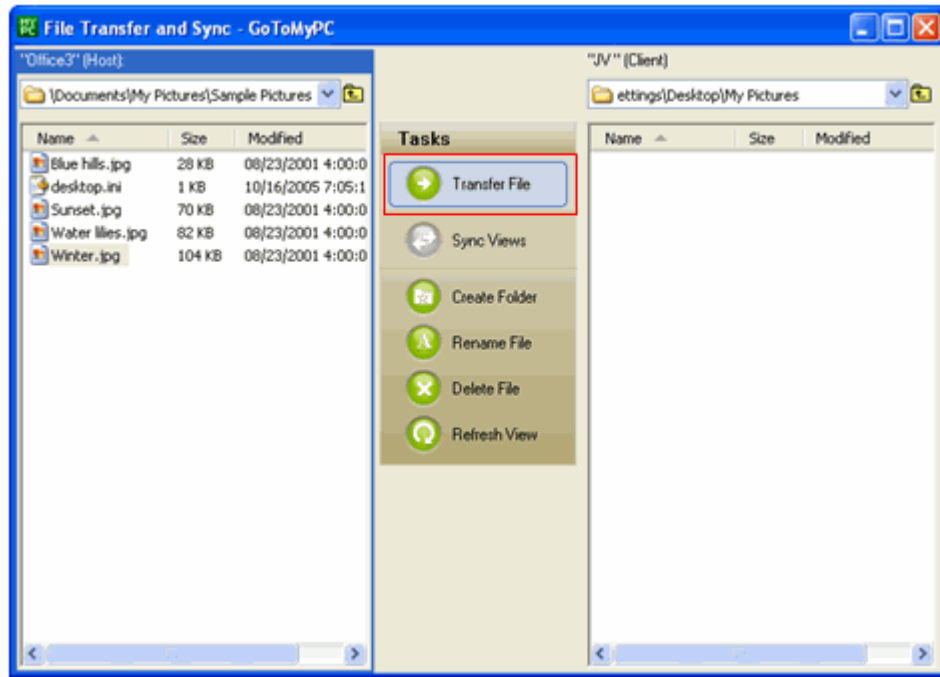 MY PC File Transfer and Sync - GoToMyPC
"Office3" (Host):
\Documents\My Pictures\Sample Pictures
Name Size Modified
Blue hills.jpg 28 KB 08/23/2001 4:00:0
desktop.ini 1 KB 10/16/2005 7:05:1
Sunset.jpg 70 KB 08/23/2001 4:00:0
Water lilies.jpg 82 KB 08/23/2001 4:00:0
Winter.jpg 104 KB 08/23/2001 4:00:0
Tasks
Transfer File
Sync Views
Create Folder
A Rename File
Delete File
Refresh View
"JV" (Client)
ettings\Desktop\My Pictures
Name Size Modified